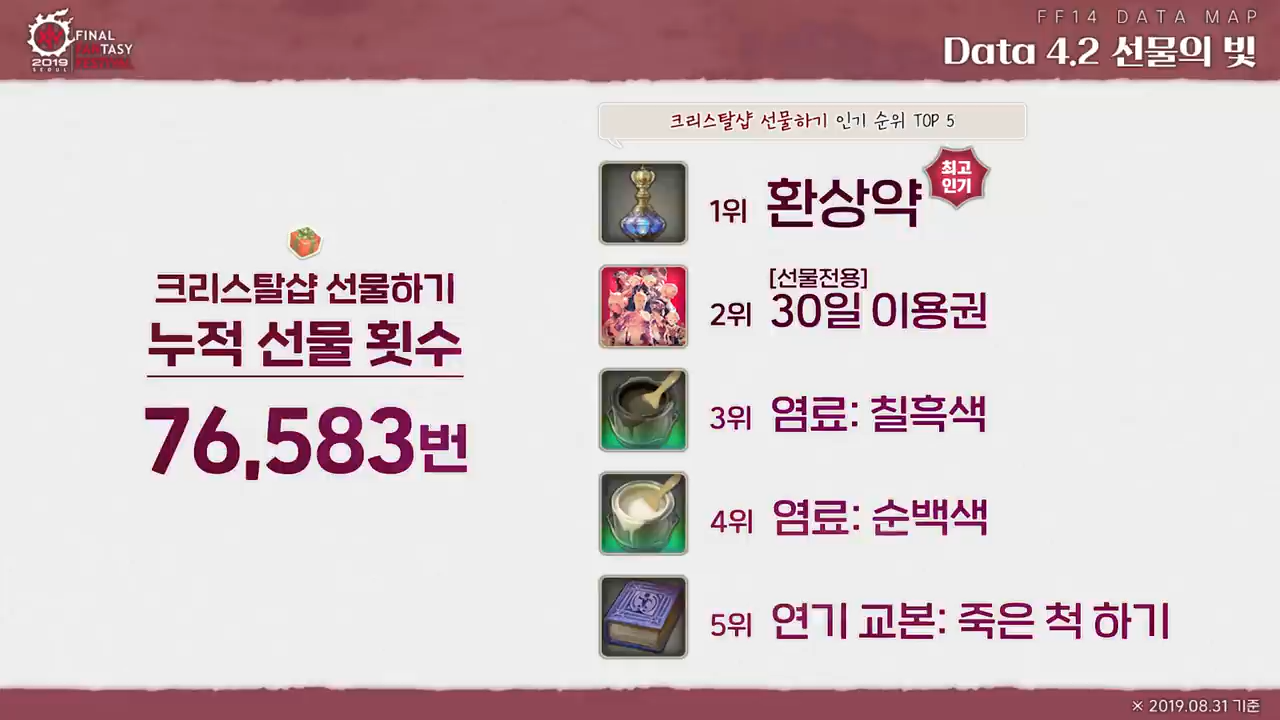 FINAL
FANTASY
FESTIVAL
2019
SEOUL
FF14 DATA MAP
Data 4.2 선물의 빛
크리스탈샵 선물하기
누적 선물 횟수
76,583번
크리스탈샵 선물하기 인기 순위 TOP 5
1위 환상약
최고
인기
[선물전용]
2위 30일 이용권
3위 염료: 칠흑색
4위 염료: 순백색
5위 연기 교본: 죽은 척 하기
※ 2019.08.31 기준